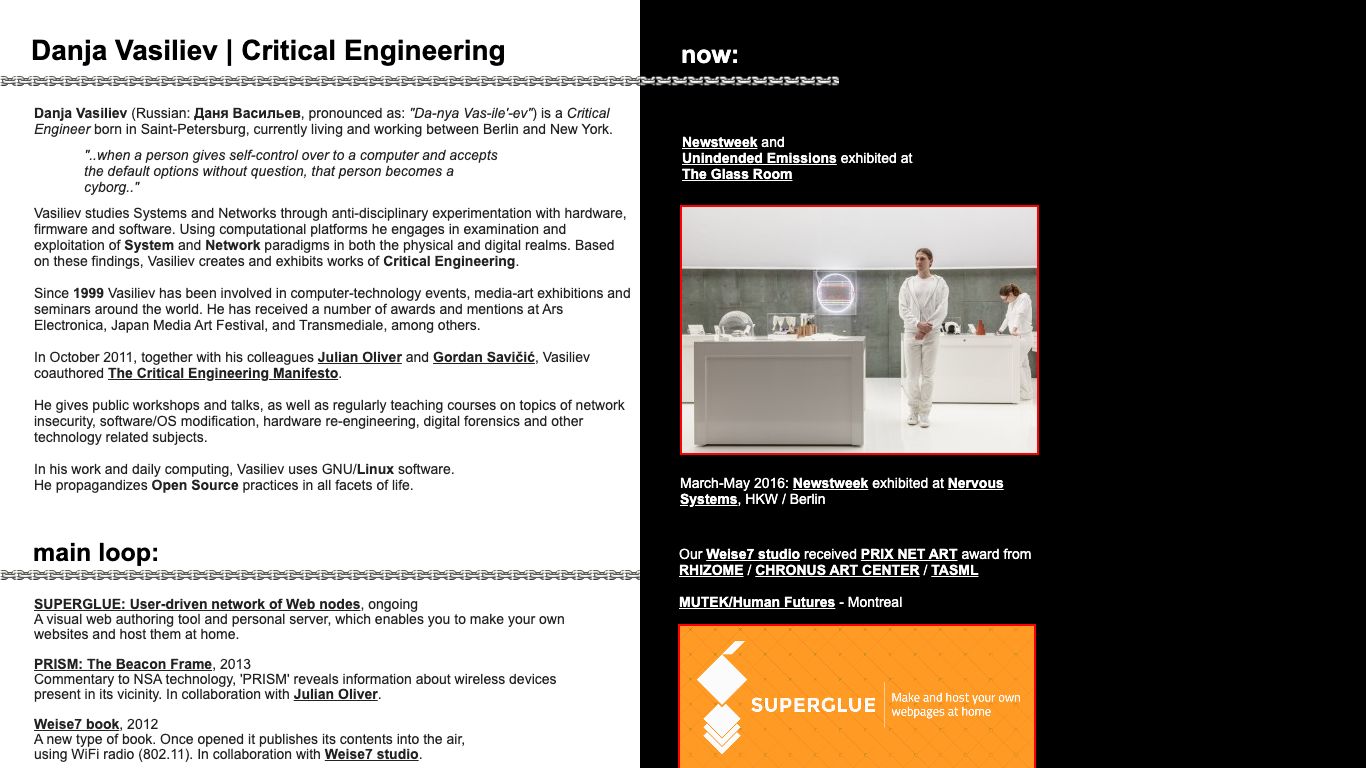 Danja Vasiliev | Critical Engineering
Danja Vasiliev (Russian: Даня Васильев, pronounced as: "Da-nya Vas-ile'-ev") is a Critical
Engineer born in Saint-Petersburg, currently living and working between Berlin and New York.
"..when a person gives self-control over to a computer and accepts
the default options without question, that person becomes a
cyborg.."
Vasiliev studies Systems and Networks through anti-disciplinary experimentation with hardware,
firmware and software. Using computational platforms he engages in examination and
exploitation of System and Network paradigms in both the physical and digital realms. Based
on these findings, Vasiliev creates and exhibits works of Critical Engineering.
Since 1999 Vasiliev has been involved in computer-technology events, media-art exhibitions and
seminars around the world. He has received a number of awards and mentions at Ars
Electronica, Japan Media Art Festival, and Transmediale, among others.
In October 2011, together with his colleagues Julian Oliver and Gordan Savičić, Vasiliev
coauthored The Critical Engineering Manifesto.
He gives public workshops and talks, as well as regularly teaching courses on topics of network
insecurity, software/OS modification, hardware re-engineering, digital forensics and other
technology related subjects.
In his work and daily computing, Vasiliev uses GNU/Linux software.
He propagandizes Open Source practices in all facets of life.
main loop:
SUPERGLUE: User-driven network of Web nodes, ongoing
A visual web authoring tool and personal server, which enables you to make your own
websites and host them at home.
PRISM: The Beacon Frame, 2013
Commentary to NSA technology, 'PRISM' reveals information about wireless devices
present in its vicinity. In collaboration with Julian Oliver.
Weise7 book, 2012
A new type of book. Once opened it publishes its contents into the air,
using WiFi radio (802.11). In collaboration with Weise7 studio.
now:
Newstweek and
Unindended Emissions exhibited at
The Glass Room
March-May 2016: Newstweek exhibited at Nervous
Systems, HKW / Berlin
Our Weise7 studio received PRIX NET ART award from
RHIZOME / CHRONUS ART CENTER / TASML
MUTEK/Human Futures - Montreal
SUPERGLUE
Make and host your own
webpages at home